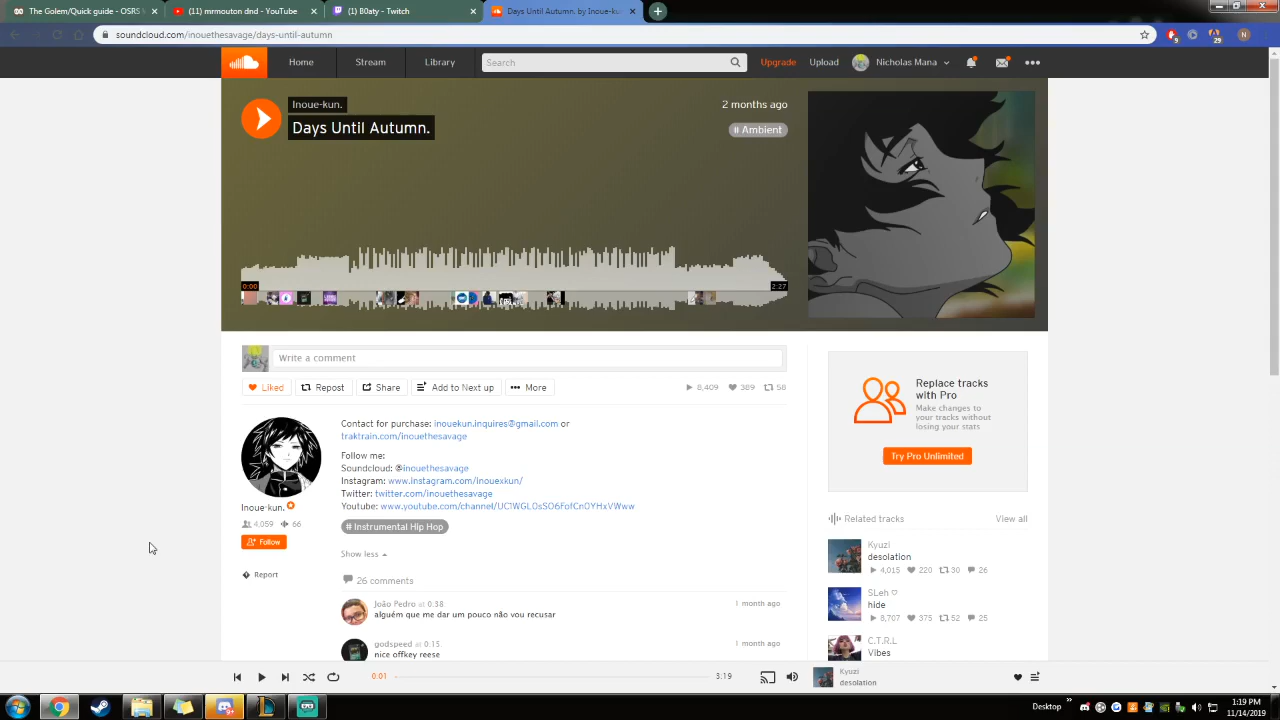 The Golem/Quick guide - OSRS W
(11) mrmouton dnd - YouTube
B0aty - Twitch
Days Until Autumn. by Inoue-kun
soundcloud.com/inouethesavage/days-until-autumn
Home
Stream
Library
Search
Upgrade
Upload
Nicholas Mana
Inoue-kun.
Days Until Autumn.
2 months ago
# Ambient
0:00
2:27
Write a comment
Liked
Repost
Share
Add to Next up
More
8,409
389
58
Contact for purchase: inouekun.inquires@gmail.com or
traktrain.com/inouethesavage
Follow me:
Soundcloud: @inouethesavage
Instagram: www.instagram.com/inouexkun/
Twitter: twitter.com/inouethesavage
Youtube: www.youtube.com/channel/UC1WGL0sSO6FofCn0YHxVWww
# Instrumental Hip Hop
Show less
Inoue-kun.
4,059
66
Follow
Report
26 comments
João Pedro at 0:38
1 month ago
alguém que me dar um pouco não vou recusar
godspeed at 0:15
1 month ago
nice offkey reese
Replace tracks
with Pro
Make changes to
your tracks without
losing your stats
Try Pro Unlimited
Related tracks
View all
Kyuzi
desolation
4,015
220
30
26
SLeh ♡
hide
8,707
375
52
25
C.T.R.L
Vibes
0:01
3:19
Kyuzi
desolation
Desktop
1:19 PM
11/14/2019